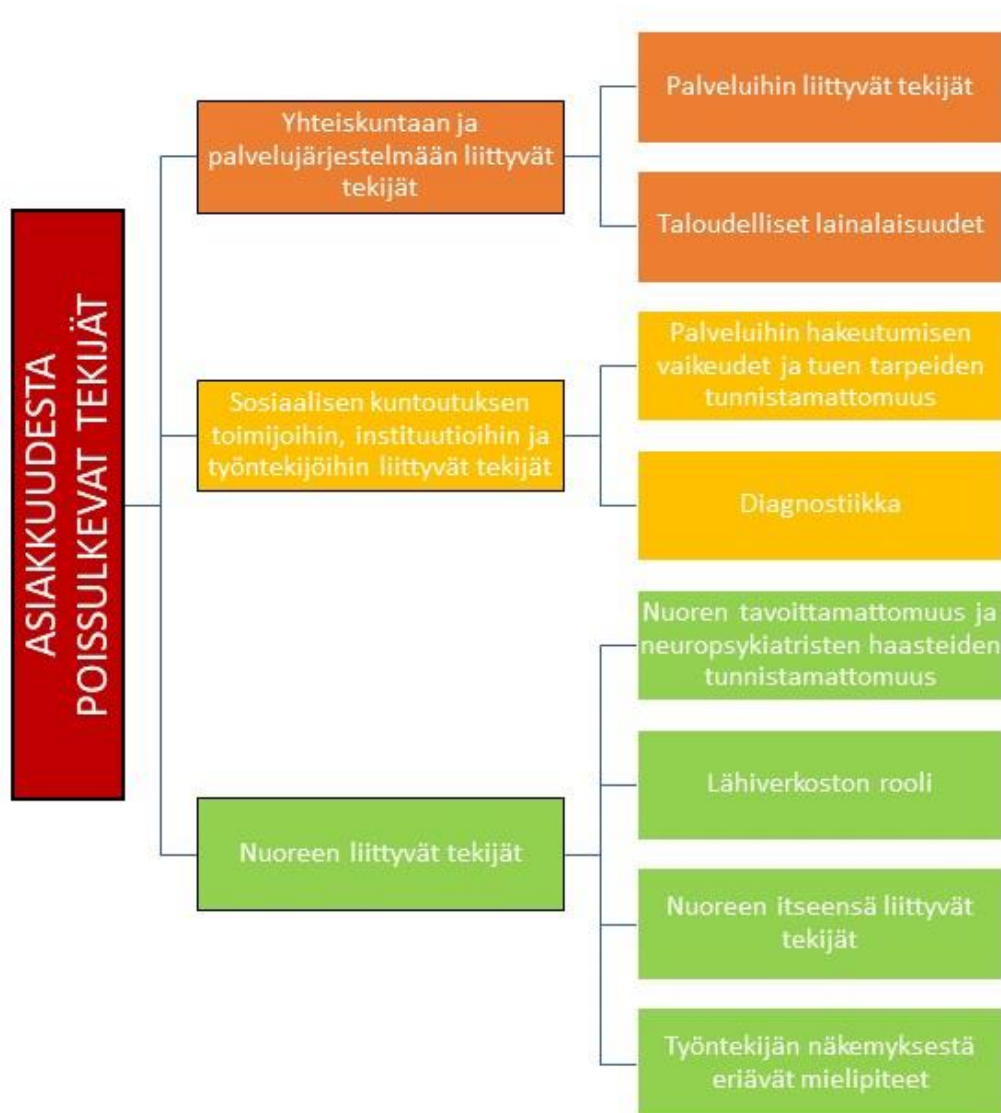 ASIAKKUUDESTA
POISSULKEVAT TEKIJÄT
Yhteiskuntaan ja
palvelujärjestelmään liittyvät
tekijät
Palveluihin liittyvät tekijät
Taloudelliset lainalaisuudet
Sosiaalisen kuntoutuksen
toimijoihin, instituutioihin ja
työntekijöihin liittyvät tekijät
Palveluihin hakeutumisen
vaikeudet ja tuen tarpeiden
tunnistamattomuus
Diagnostiikka
Nuoreen liittyvät tekijät
Nuoren tavoittamattomuus ja
neuropsykiatristen haasteiden
tunnistamattomuus
Lähiverkoston rooli
Nuoreen itseensä liittyvät
tekijät
Työntekijän näkemyksestä
eriävät mielipiteet